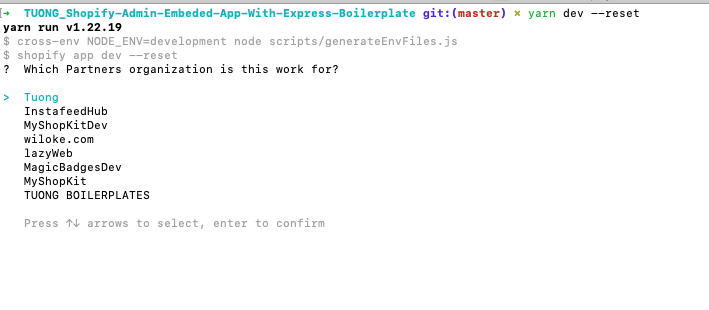 [→ TUONG_Shopify-Admin-Embeded-App-With-Express-Boilerplate git:(master) × yarn dev --reset
yarn run v1.22.19
$ cross-env NODE_ENV=development node scripts/generateEnvFiles.js
$ shopify app dev --reset
? Which Partners organization is this work for?
> Tuong
InstafeedHub
MyShopKitDev
wiloke.com
lazyWeb
MagicBadgesDev
MyShopKit
TUONG BOILERPLATES
Press ↑↓ arrows to select, enter to confirm